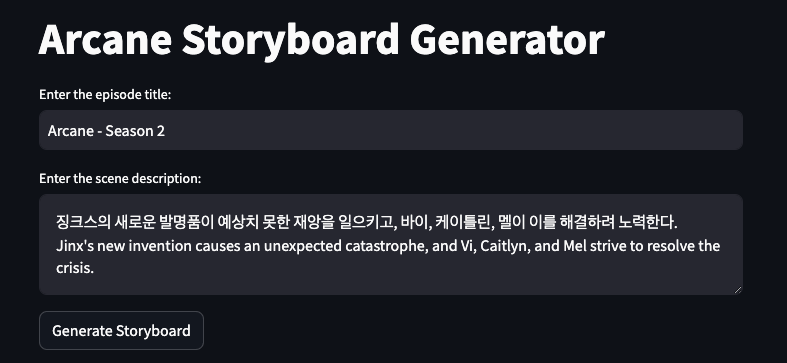 Arcane Storyboard Generator
Enter the episode title:
Arcane - Season 2
Enter the scene description:
징크스의 새로운 발명품이 예상치 못한 재앙을 일으키고, 바이, 케이틀린, 멜이 이를 해결하려 노력한다.
Jinx's new invention causes an unexpected catastrophe, and Vi, Caitlyn, and Mel strive to resolve the
crisis.
Generate Storyboard